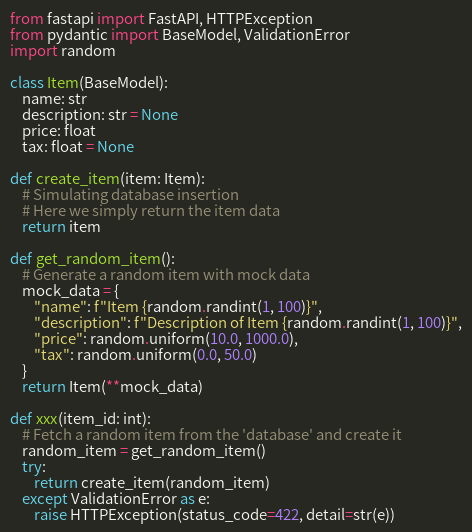 from fastapi import FastAPI, HTTPException
from pydantic import BaseModel, ValidationError
import random

class Item(BaseModel):
    name: str
    description: str = None
    price: float
    tax: float = None

def create_item(item: Item):
    # Simulating database insertion
    # Here we simply return the item data
    return item

def get_random_item():
    # Generate a random item with mock data
    mock_data = {
        "name": f"Item {random.randint(1, 100)}",
        "description": f"Description of Item {random.randint(1, 100)}",
        "price": random.uniform(10.0, 1000.0),
        "tax": random.uniform(0.0, 50.0)
    }
    return Item(**mock_data)

def xxx(item_id: int):
    # Fetch a random item from the 'database' and create it
    random_item = get_random_item()
    try:
        return create_item(random_item)
    except ValidationError as e:
        raise HTTPException(status_code=422, detail=str(e))